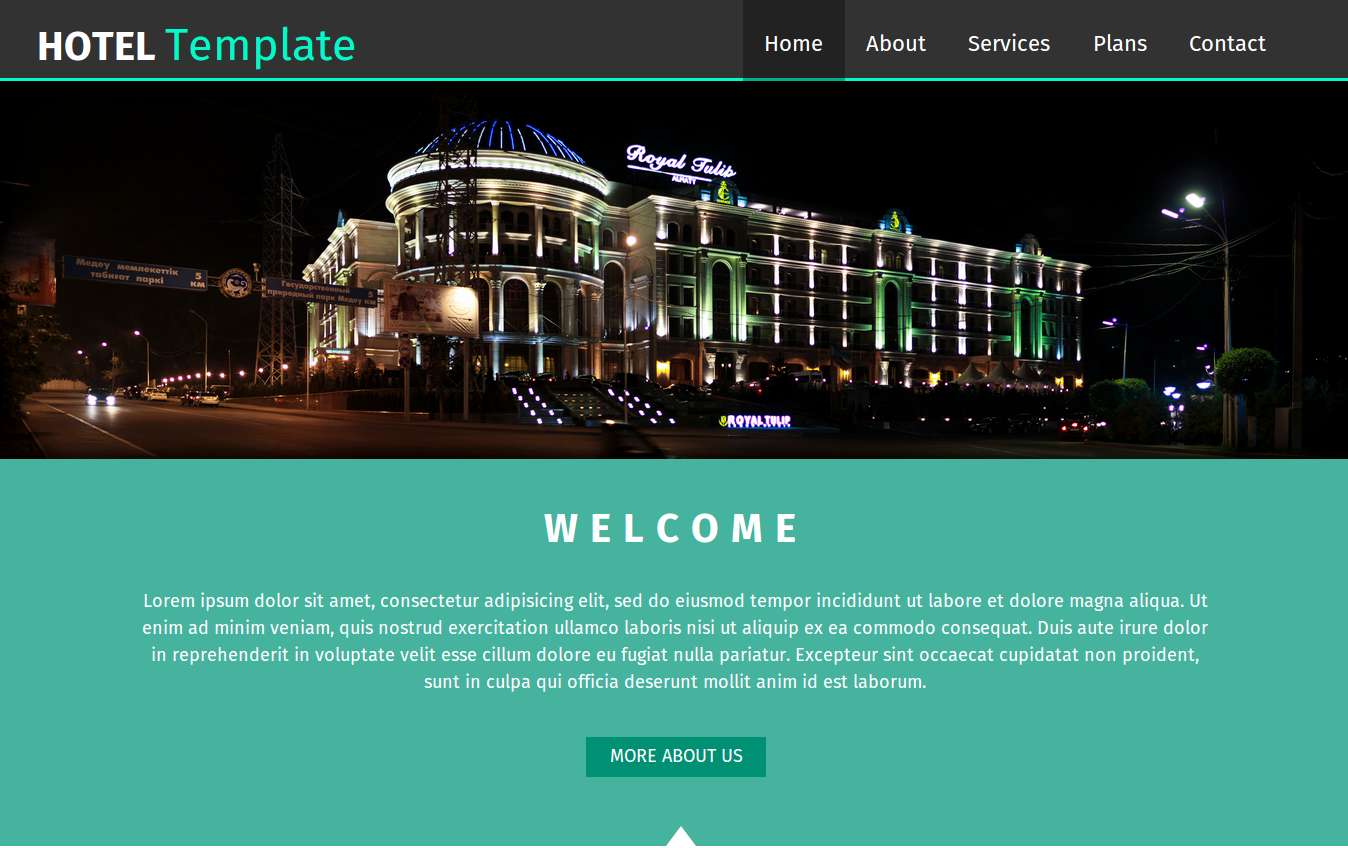 HOTEL Template
Home About Services Plans Contact
Royal Tulip
ALMATY
Медеу мемлекеттік
табиғат паркі
5
км
Государственный
природный парк Медеу
5
км
ROYAL TULIP
WELCOME
Lorem ipsum dolor sit amet, consectetur adipisicing elit, sed do eiusmod tempor incididunt ut labore et dolore magna aliqua. Ut
enim ad minim veniam, quis nostrud exercitation ullamco laboris nisi ut aliquip ex ea commodo consequat. Duis aute irure dolor
in reprehenderit in voluptate velit esse cillum dolore eu fugiat nulla pariatur. Excepteur sint occaecat cupidatat non proident,
sunt in culpa qui officia deserunt mollit anim id est laborum.
MORE ABOUT US